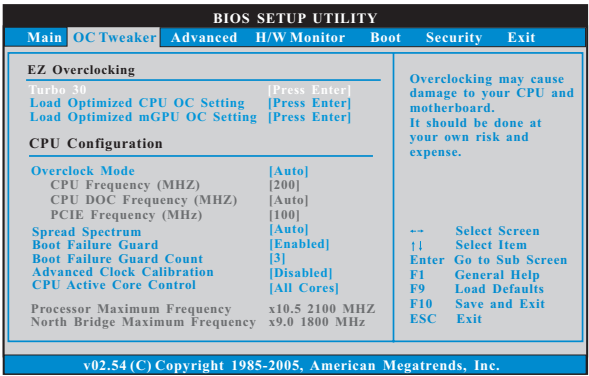 BIOS SETUP UTILITY
Main OC Tweaker Advanced H/W Monitor Boot Security Exit
EZ Overclocking
Turbo 30 [Press Enter]
Load Optimized CPU OC Setting [Press Enter]
Load Optimized mGPU OC Setting [Press Enter]
CPU Configuration
Overclock Mode [Auto]
CPU Frequency (MHZ) [200]
CPU DOC Frequency (MHZ) [Auto]
PCIE Frequency (MHz) [100]
Spread Spectrum [Auto]
Boot Failure Guard [Enabled]
Boot Failure Guard Count [3]
Advanced Clock Calibration [Disabled]
CPU Active Core Control [All Cores]
Processor Maximum Frequency x10.5 2100 MHZ
North Bridge Maximum Frequency x9.0 1800 MHz
Overclocking may cause
damage to your CPU and
motherboard.
It should be done at
your own risk and
expense.
←→ Select Screen
↑↓ Select Item
Enter Go to Sub Screen
F1 General Help
F9 Load Defaults
F10 Save and Exit
ESC Exit
v02.54 (C) Copyright 1985-2005, American Megatrends, Inc.